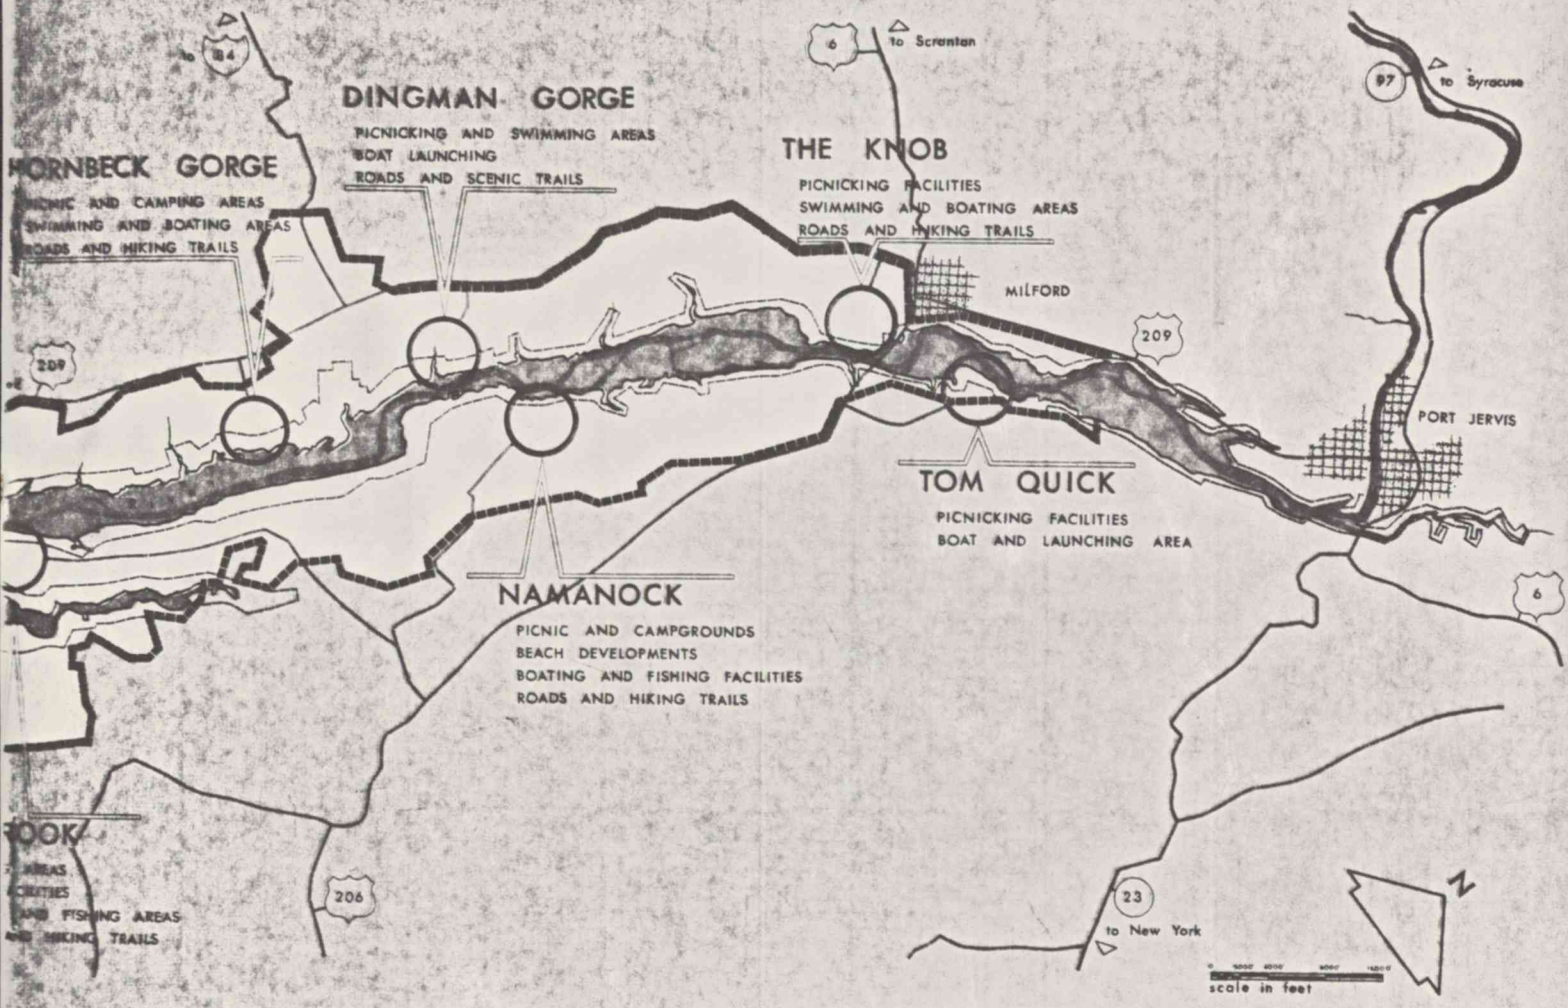 to 84
6
to Scranton
97
to Syracuse
DINGMAN GORGE
PICNICKING AND SWIMMING AREAS
BOAT LAUNCHING
ROADS AND SCENIC TRAILS
HORNBECK GORGE
PICNIC AND CAMPING AREAS
SWIMMING AND BOATING AREAS
ROADS AND HIKING TRAILS
THE KNOB
PICNICKING FACILITIES
SWIMMING AND BOATING AREAS
ROADS AND HIKING TRAILS
MILFORD
209
209
PORT JERVIS
TOM QUICK
PICNICKING FACILITIES
BOAT AND LAUNCHING AREA
NAMANOCK
PICNIC AND CAMPGROUNDS
BEACH DEVELOPMENTS
BOATING AND FISHING FACILITIES
ROADS AND HIKING TRAILS
6
OOK
AREAS
AND FISHING AREAS
HIKING TRAILS
206
23
to New York
N
scale in feet